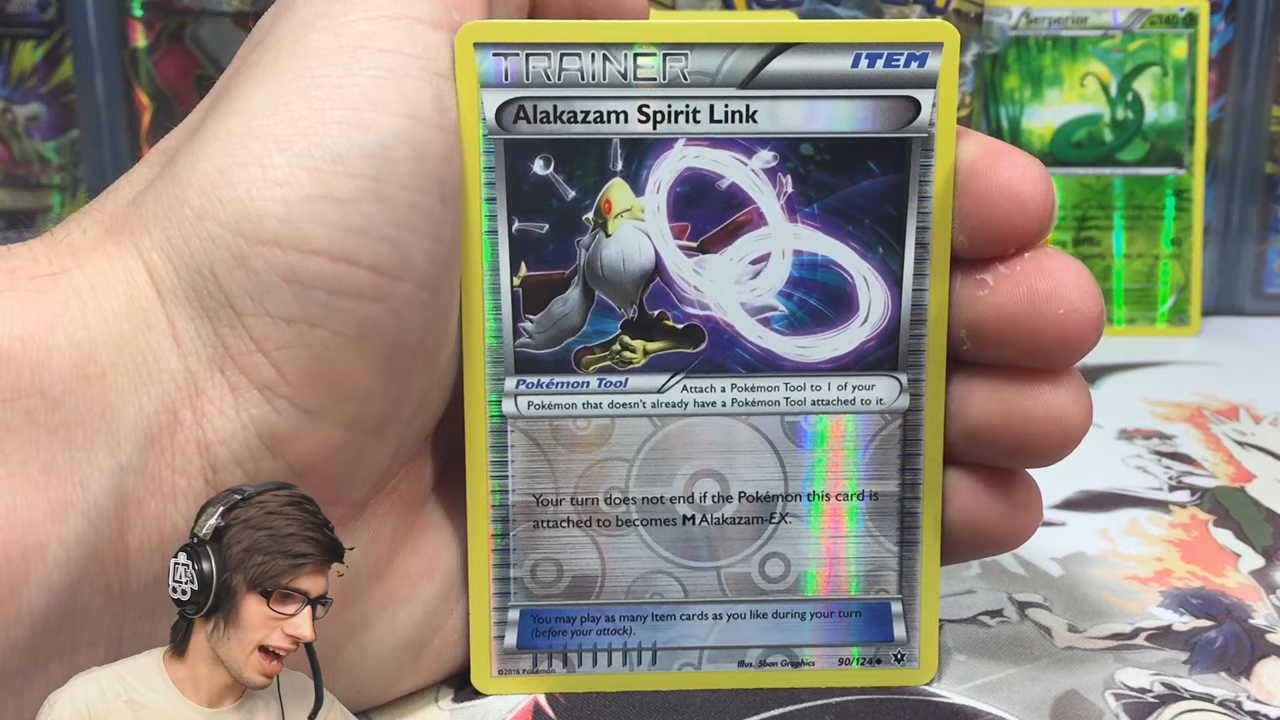 Serperior
TRAINER
ITEM
Alakazam Spirit Link
Pokémon Tool
Attach a Pokémon Tool to 1 of your
Pokémon that doesn't already have a Pokémon Tool attached to it.
Your turn does not end if the Pokémon this card is
attached to becomes M Alakazam-EX.
You may play as many Item cards as you like during your turn
(before your attack).
Illus. 5ban Graphics
90/124
©2016 Pokémon